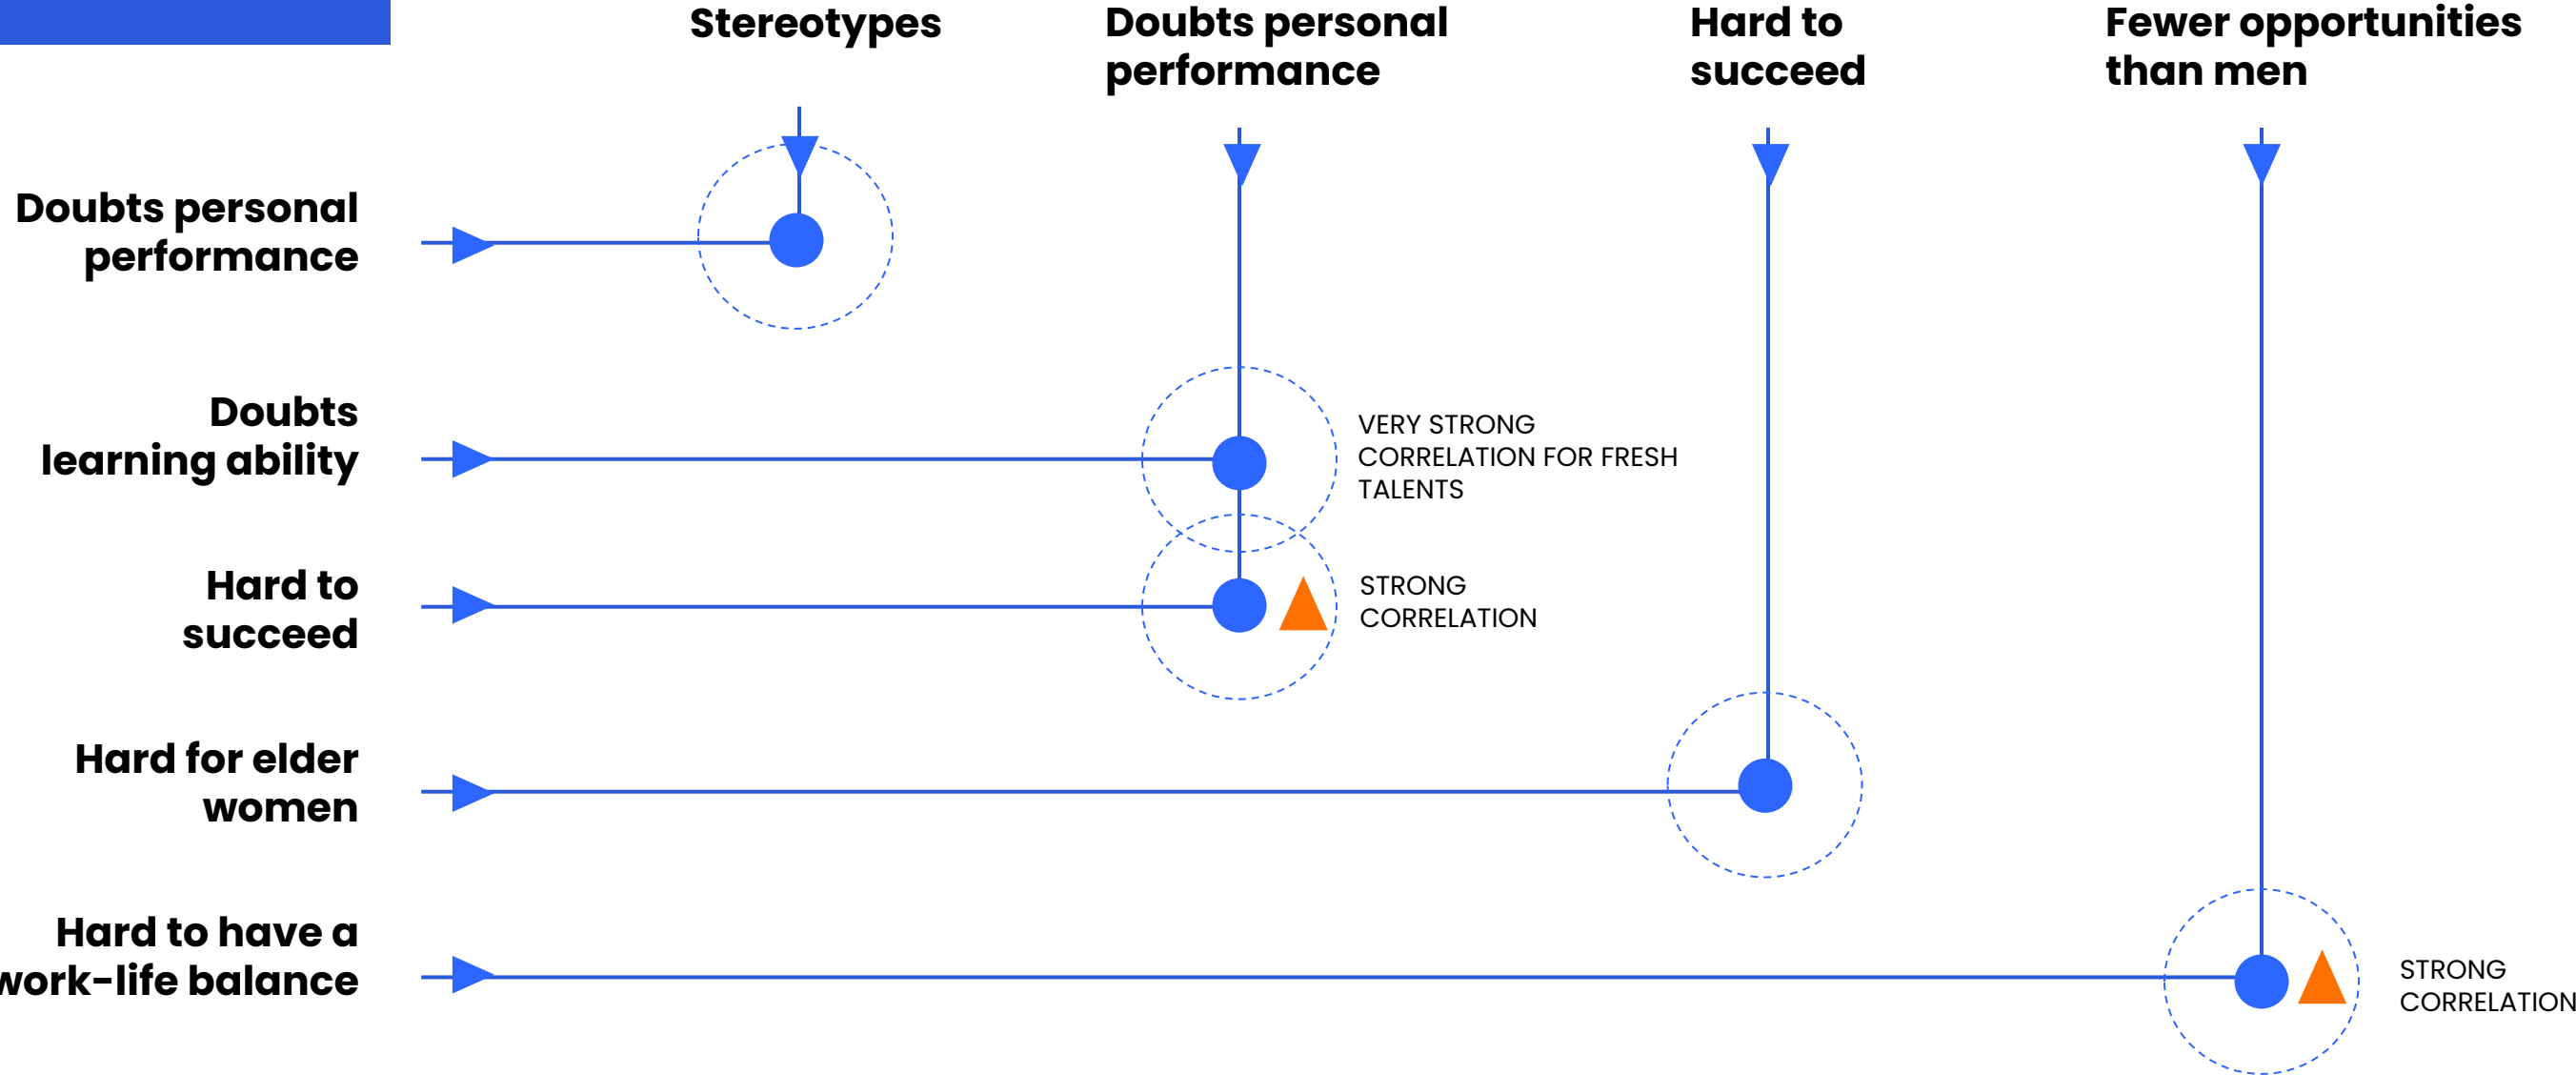 Stereotypes
Doubts personal
performance
Hard to
succeed
Fewer opportunities
than men
Doubts personal
performance
Doubts
learning ability
VERY STRONG
CORRELATION FOR FRESH
TALENTS
Hard to
succeed
STRONG
CORRELATION
Hard for elder
women
Hard to have a
work-life balance
STRONG
CORRELATION